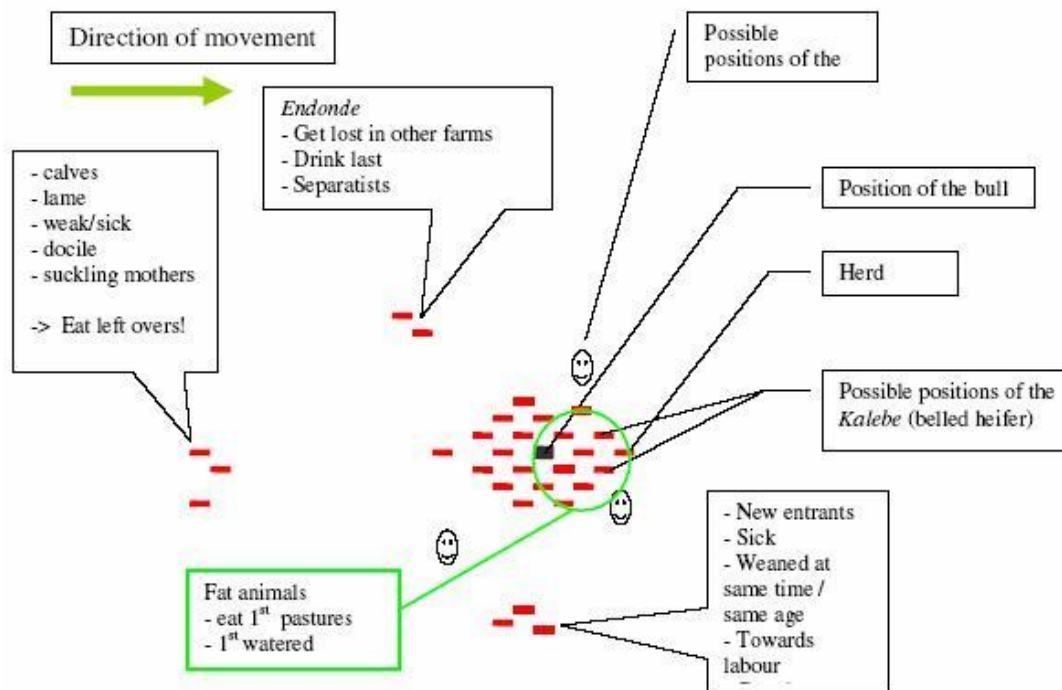 Direction of movement
Possible
positions of the
Endonde
- Get lost in other farms
- Drink last
- Separatists
- calves
- lame
- weak/sick
- docile
- suckling mothers
-> Eat left overs!
Position of the bull
Herd
Possible positions of the
Kalebe (belled heifer)
- New entrants
- Sick
- Weaned at
same time /
same age
- Towards
labour
Fat animals
- eat 1st pastures
- 1st watered